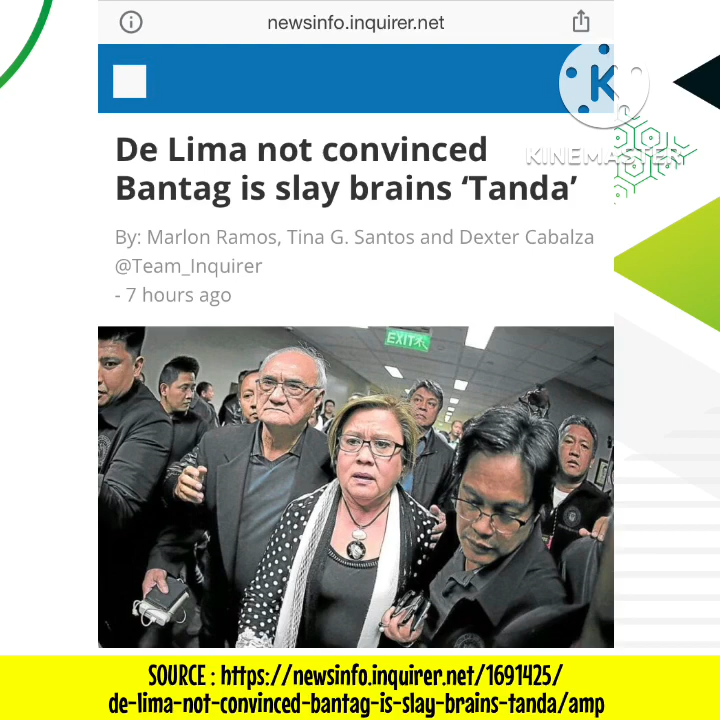 newsinfo.inquirer.net
K
KINEMASTER
De Lima not convinced
Bantag is slay brains ‘Tanda’
By: Marlon Ramos, Tina G. Santos and Dexter Cabalza
@Team_Inquirer
- 7 hours ago
EXIT
SOURCE : https://newsinfo.inquirer.net/1691425/
de-lima-not-convinced-bantag-is-slay-brains-tanda/amp